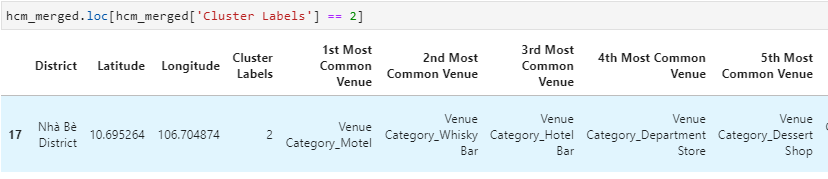 hcm_merged.loc[hcm_merged['Cluster Labels'] == 2]
District Latitude Longitude Cluster Labels 1st Most Common Venue 2nd Most Common Venue 3rd Most Common Venue 4th Most Common Venue 5th Most Common Venue
17 Nhà Bè District 10.695264 106.704874 2 Venue Category_Motel Venue Category_Whisky Bar Venue Category_Hotel Bar Venue Category_Department Store Venue Category_Dessert Shop